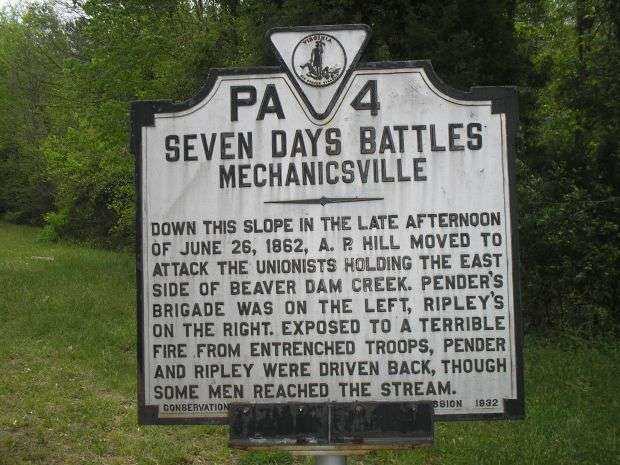 VIRGINIA
PA 4
SEVEN DAYS BATTLES
MECHANICSVILLE
DOWN THIS SLOPE IN THE LATE AFTERNOON
OF JUNE 26, 1862, A. P. HILL MOVED TO
ATTACK THE UNIONISTS HOLDING THE EAST
SIDE OF BEAVER DAM CREEK. PENDER'S
BRIGADE WAS ON THE LEFT, RIPLEY'S
ON THE RIGHT. EXPOSED TO A TERRIBLE
FIRE FROM ENTRENCHED TROOPS, PENDER
AND RIPLEY WERE DRIVEN BACK, THOUGH
SOME MEN REACHED THE STREAM.
CONSERVATION SSION 1932